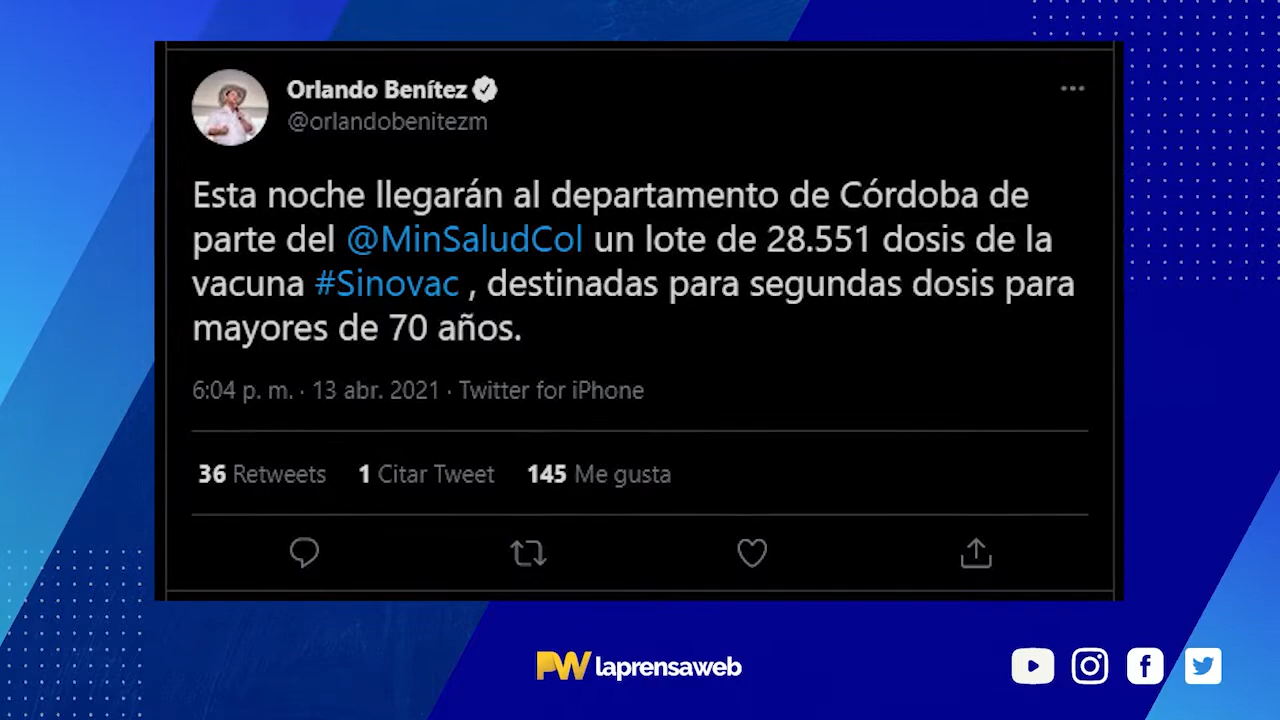 Orlando Benítez
@orlandobenitezm
Esta noche llegarán al departamento de Córdoba de
parte del @MinSaludCol un lote de 28.551 dosis de la
vacuna #Sinovac , destinadas para segundas dosis para
mayores de 70 años.
6:04 p. m. · 13 abr. 2021 · Twitter for iPhone
36 Retweets 1 Citar Tweet 145 Me gusta
PW laprensaweb